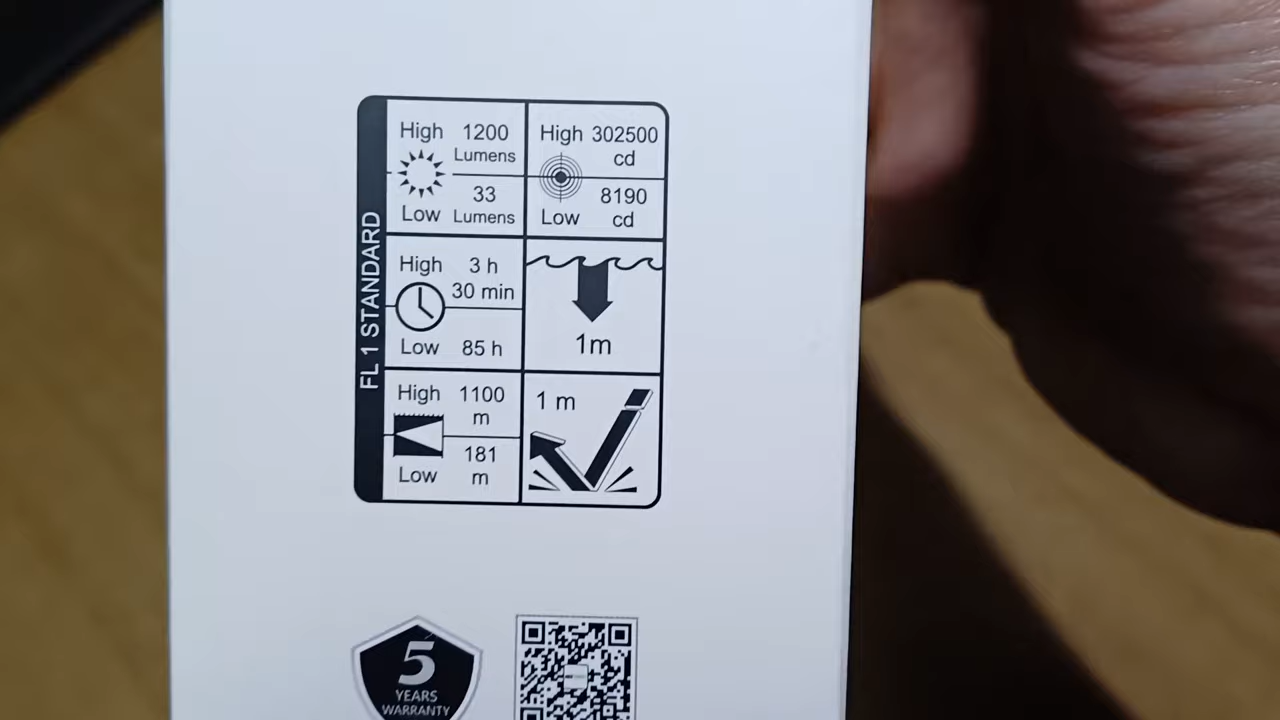 FL 1 STANDARD
High 1200
Lumens
33
Low Lumens
High 302500
cd
8190
Low cd
High 3 h
30 min
Low 85 h
1m
High 1100
m
181
Low m
1 m
5
YEARS
WARRANTY